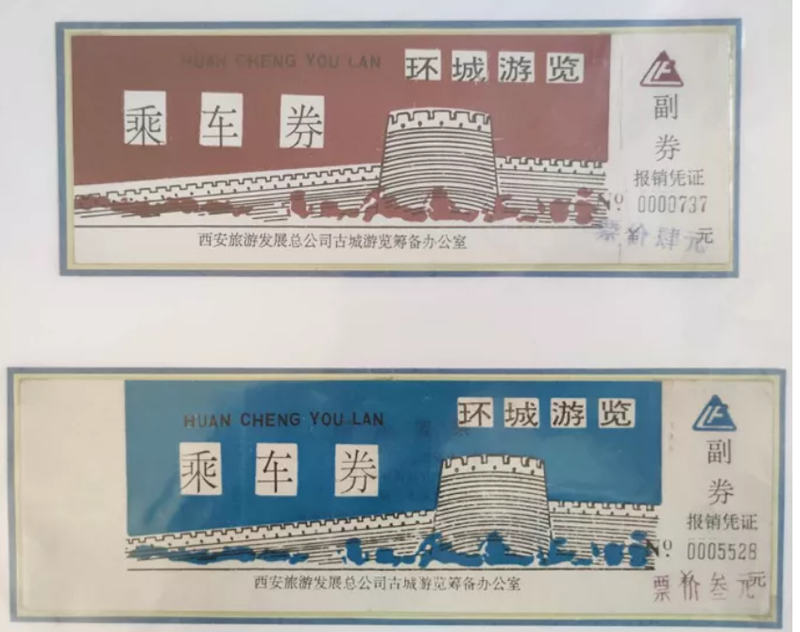 HUAN CHENG YOU LAN
环城游览
乘车券
西安旅游发展总公司古城游览筹备办公室
副
券
报销凭证
No 0000737
元
HUAN CHENG YOU LAN
环城游览
乘车券
西安旅游发展总公司古城游览筹备办公室
副
券
报销凭证
No 0005528
票价叁元
元